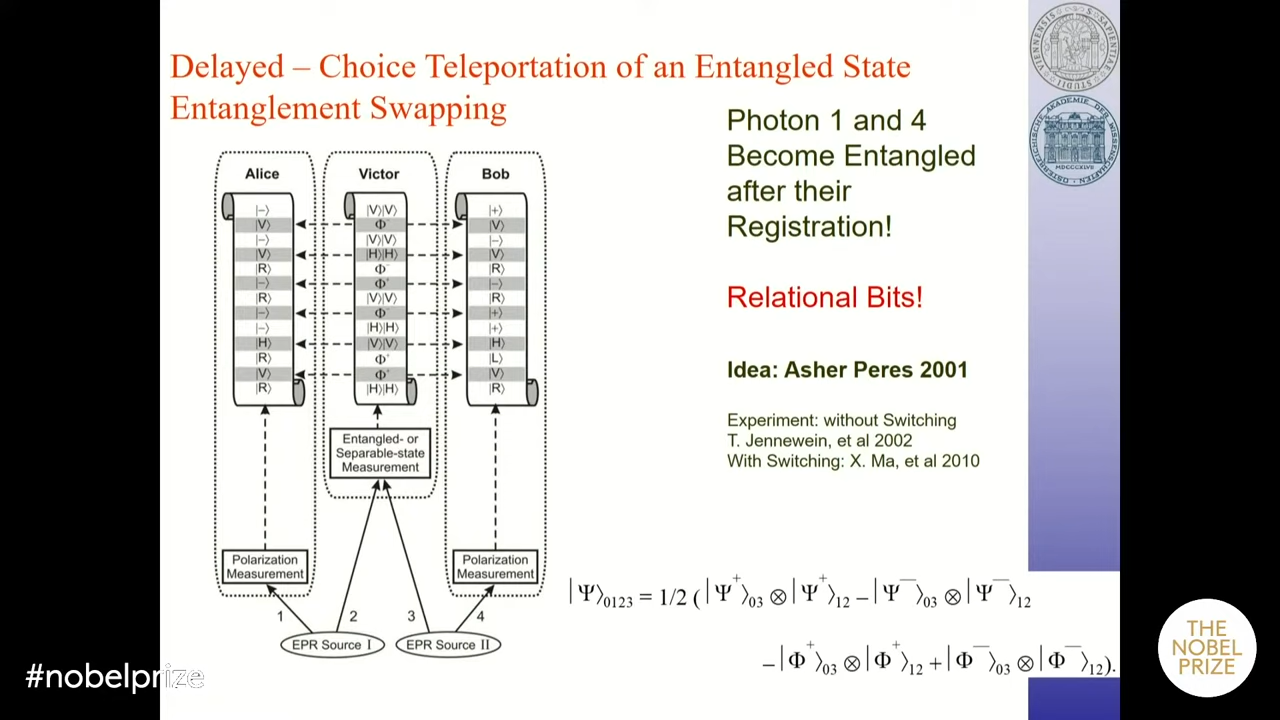 Delayed – Choice Teleportation of an Entangled State
Entanglement Swapping
Photon 1 and 4
Become Entangled
after their
Registration!
Relational Bits!
Idea: Asher Peres 2001
Experiment: without Switching
T. Jennewein, et al 2002
With Switching: X. Ma, et al 2010
Alice
|−⟩
|V⟩
|−⟩
|V⟩
|R⟩
|−⟩
|R⟩
|−⟩
|−⟩
|H⟩
|R⟩
|V⟩
|R⟩
Polarization
Measurement
Victor
|V⟩|V⟩
|V⟩|V⟩
|H⟩|H⟩
Φ⁻
Φ⁺
|V⟩|V⟩
Φ⁺
|H⟩|H⟩
|V⟩|V⟩
Φ⁺
Φ⁺
|H⟩|H⟩
Entangled- or
Separable-state
Measurement
Bob
|+⟩
|V⟩
|−⟩
|V⟩
|R⟩
|−⟩
|R⟩
|+⟩
|+⟩
|H⟩
|L⟩
|V⟩
|R⟩
Polarization
Measurement
1 2 3 4
EPR Source I
EPR Source II
|Ψ⟩₀₁₂₃ = 1/2 (|Ψ⁺⟩₀₃ ⊗ |Ψ⁺⟩₁₂ − |Ψ⁻⟩₀₃ ⊗ |Ψ⁻⟩₁₂
−|Φ⁺⟩₀₃ ⊗ |Φ⁺⟩₁₂ + |Φ⁻⟩₀₃ ⊗ |Φ⁻⟩₁₂).
#nobelprize
THE
NOBEL
PRIZE